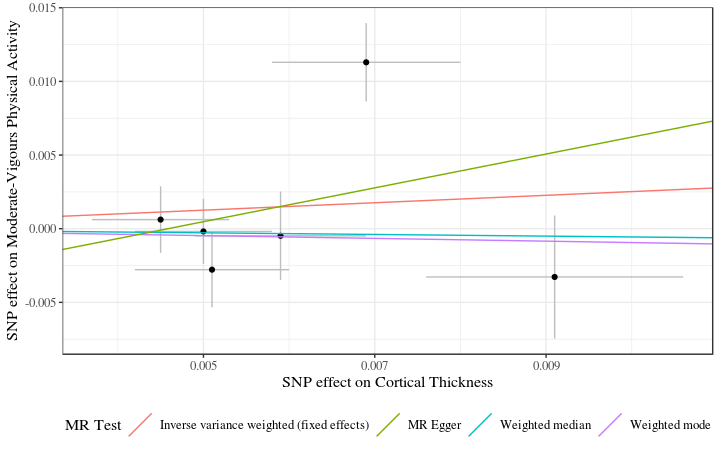 SNP effect on Moderate-Vigours Physical Activity
0.015
0.010
0.005
0.000
-0.005
0.005 0.007 0.009
SNP effect on Cortical Thickness
MR Test Inverse variance weighted (fixed effects) MR Egger Weighted median Weighted mode